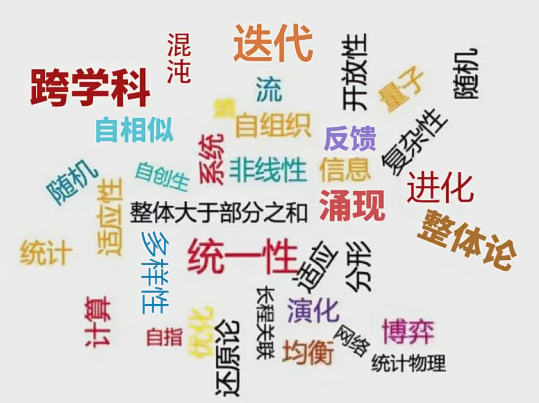 混沌
迭代
开放性
随机
跨学科
流
量子
自相似
自组织
反馈
复杂性
系统
非线性
信息
随机
自创生
进化
适应性
整体大于部分之和
涌现
整体论
统计
多样性
统一性
适应
分形
计算
自指
优化
还原论
长程关联
演化
均衡
网络
博弈
统计物理